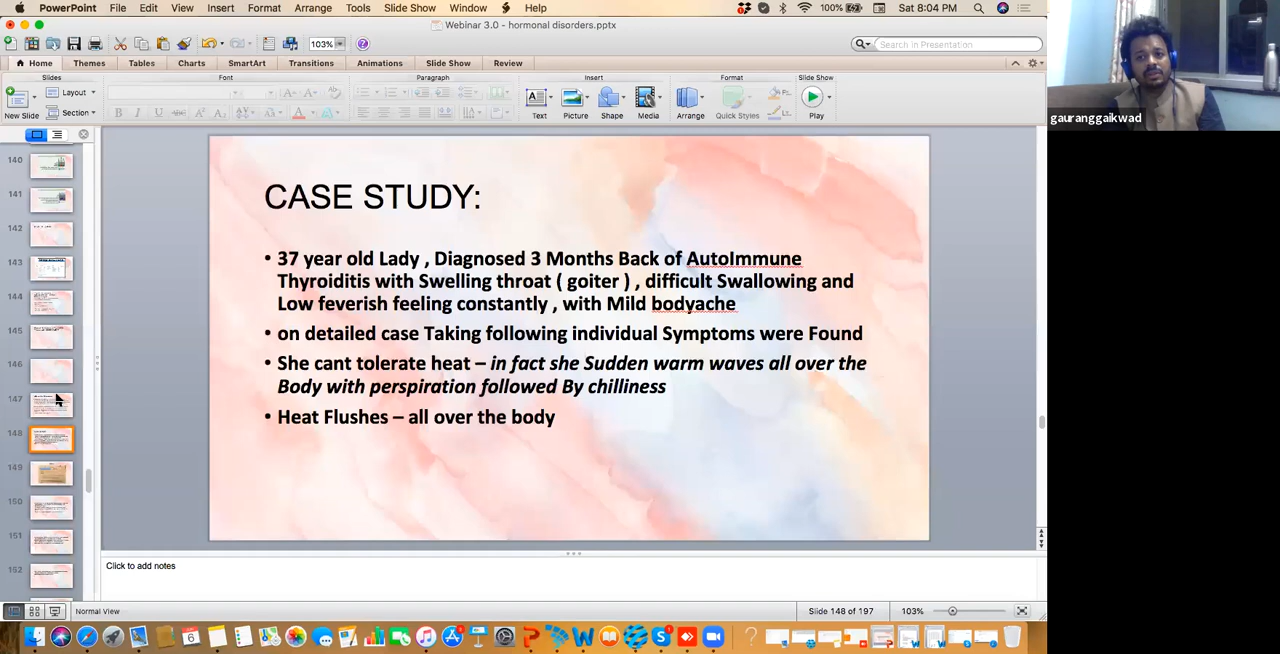 PowerPoint File Edit View Insert Format Arrange Tools Slide Show Window Help 100% Sat 8:04 PM
Webinar 3.0 - hormonal disorders.pptx
103% Search in Presentation
Home Themes Tables Charts SmartArt Transitions Animations Slide Show Review
Slides Font Paragraph Insert Format Slide Show
New Slide Layout Section Text Picture Shape Media Arrange Quick Styles Play
gauranggaikwad
140
141
142
143
144
145
146
147
148
149
150
151
152
CASE STUDY:
• 37 year old Lady , Diagnosed 3 Months Back of AutoImmune
Thyroiditis with Swelling throat ( goiter ) , difficult Swallowing and
Low feverish feeling constantly , with Mild bodyache
• on detailed case Taking following individual Symptoms were Found
• She cant tolerate heat – in fact she Sudden warm waves all over the
Body with perspiration followed By chilliness
• Heat Flushes – all over the body
Click to add notes
Normal View Slide 148 of 197 103%